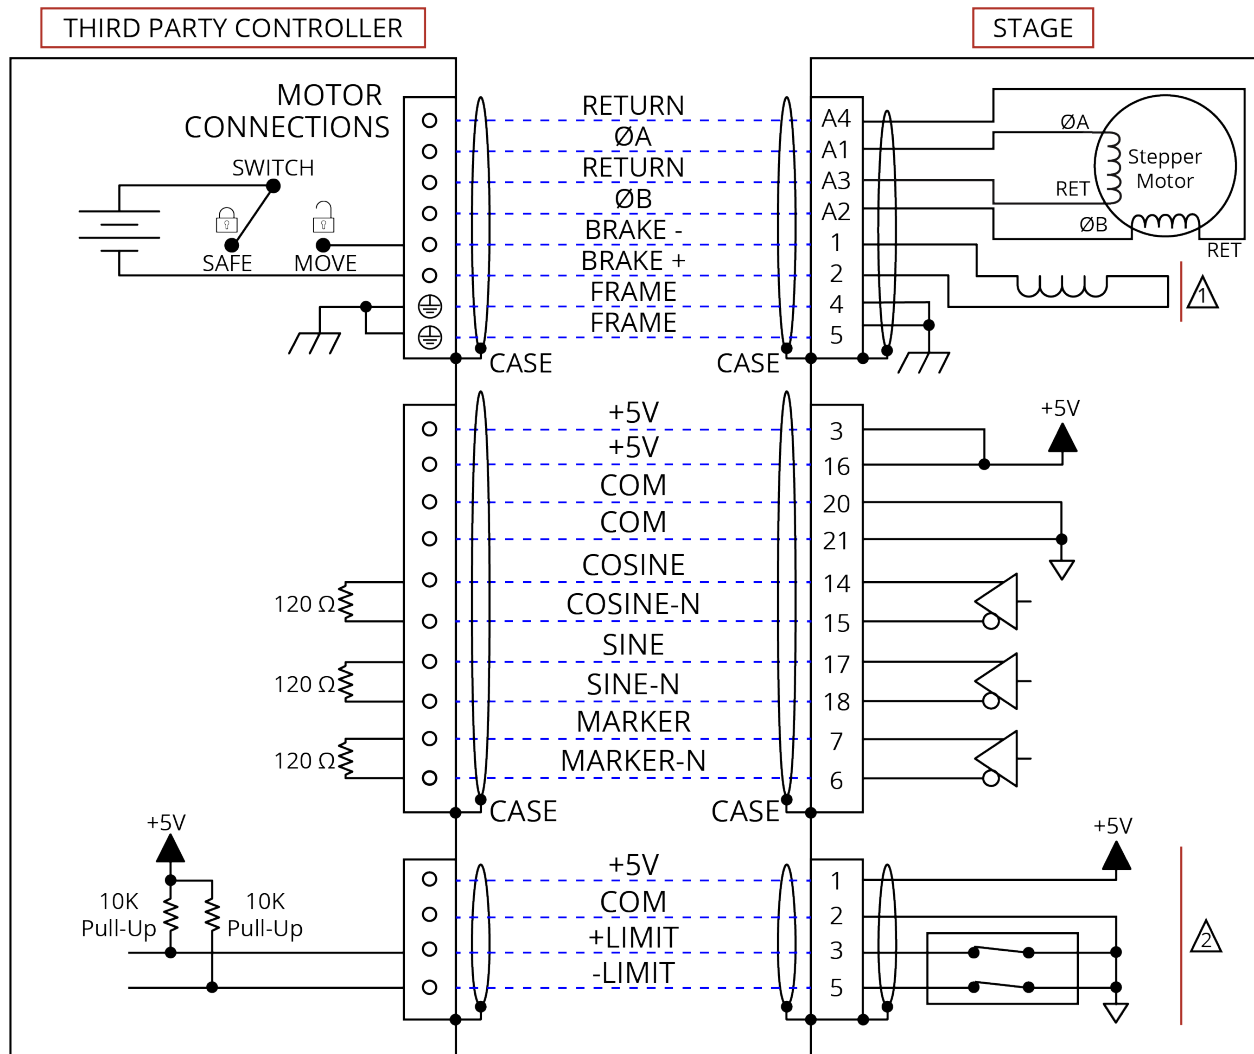 THIRD PARTY CONTROLLER
STAGE
MOTOR
CONNECTIONS
SWITCH
SAFE
MOVE
RETURN
ØA
RETURN
ØB
BRAKE -
BRAKE +
FRAME
FRAME
CASE
CASE
A4
A1
A3
A2
1
2
4
5
ØA
RET
Stepper
Motor
ØB
RET
1
+5V
+5V
COM
COM
COSINE
COSINE-N
SINE
SINE-N
MARKER
MARKER-N
CASE
CASE
120 Ω
120 Ω
120 Ω
3
16
20
21
14
15
17
18
7
6
+5V
+5V
10K
Pull-Up
10K
Pull-Up
+5V
COM
+LIMIT
-LIMIT
1
2
3
5
+5V
2